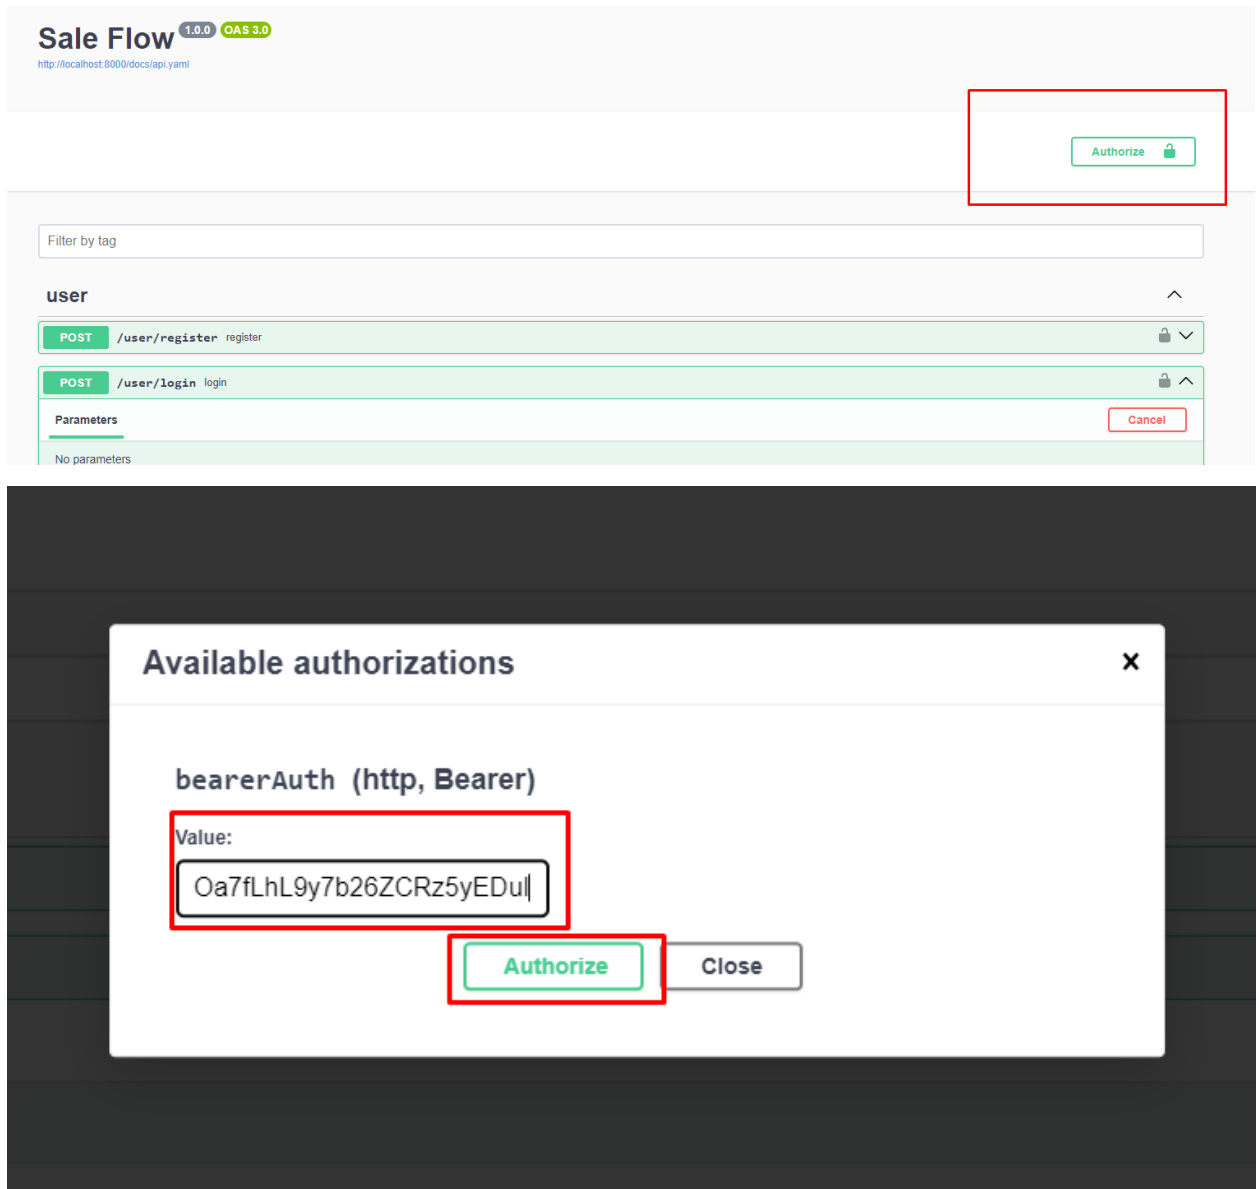 Sale Flow 1.0.0 OAS 3.0
http://localhost:8000/docs/api.yaml
Authorize
Filter by tag
user
POST /user/register register
POST /user/login login
Parameters Cancel
No parameters
Available authorizations
bearerAuth (http, Bearer)
Value:
Oa7fLhL9y7b26ZCRz5yEDul
Authorize Close